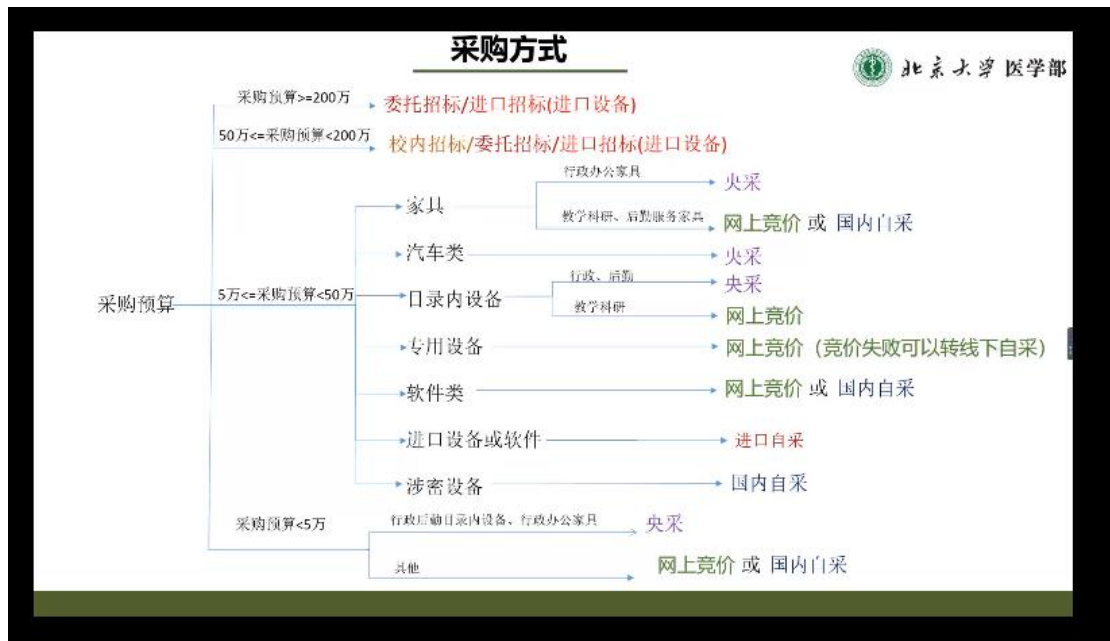 采购方式
北京大学医学部
采购预算>=200万
委托招标/进口招标(进口设备)
50万<=采购预算<200万
校内招标/委托招标/进口招标(进口设备)
采购预算
5万<=采购预算<50万
家具
行政办公家具
央采
教学科研、后勤服务家具
网上竞价 或 国内自采
汽车类
央采
目录内设备
行政、后勤
央采
教学科研
网上竞价
专用设备
网上竞价（竞价失败可以转线下自采）
软件类
网上竞价 或 国内自采
进口设备或软件
进口自采
涉密设备
国内自采
采购预算<5万
行政后勤目录内设备、行政办公家具
央采
其他
网上竞价 或 国内自采